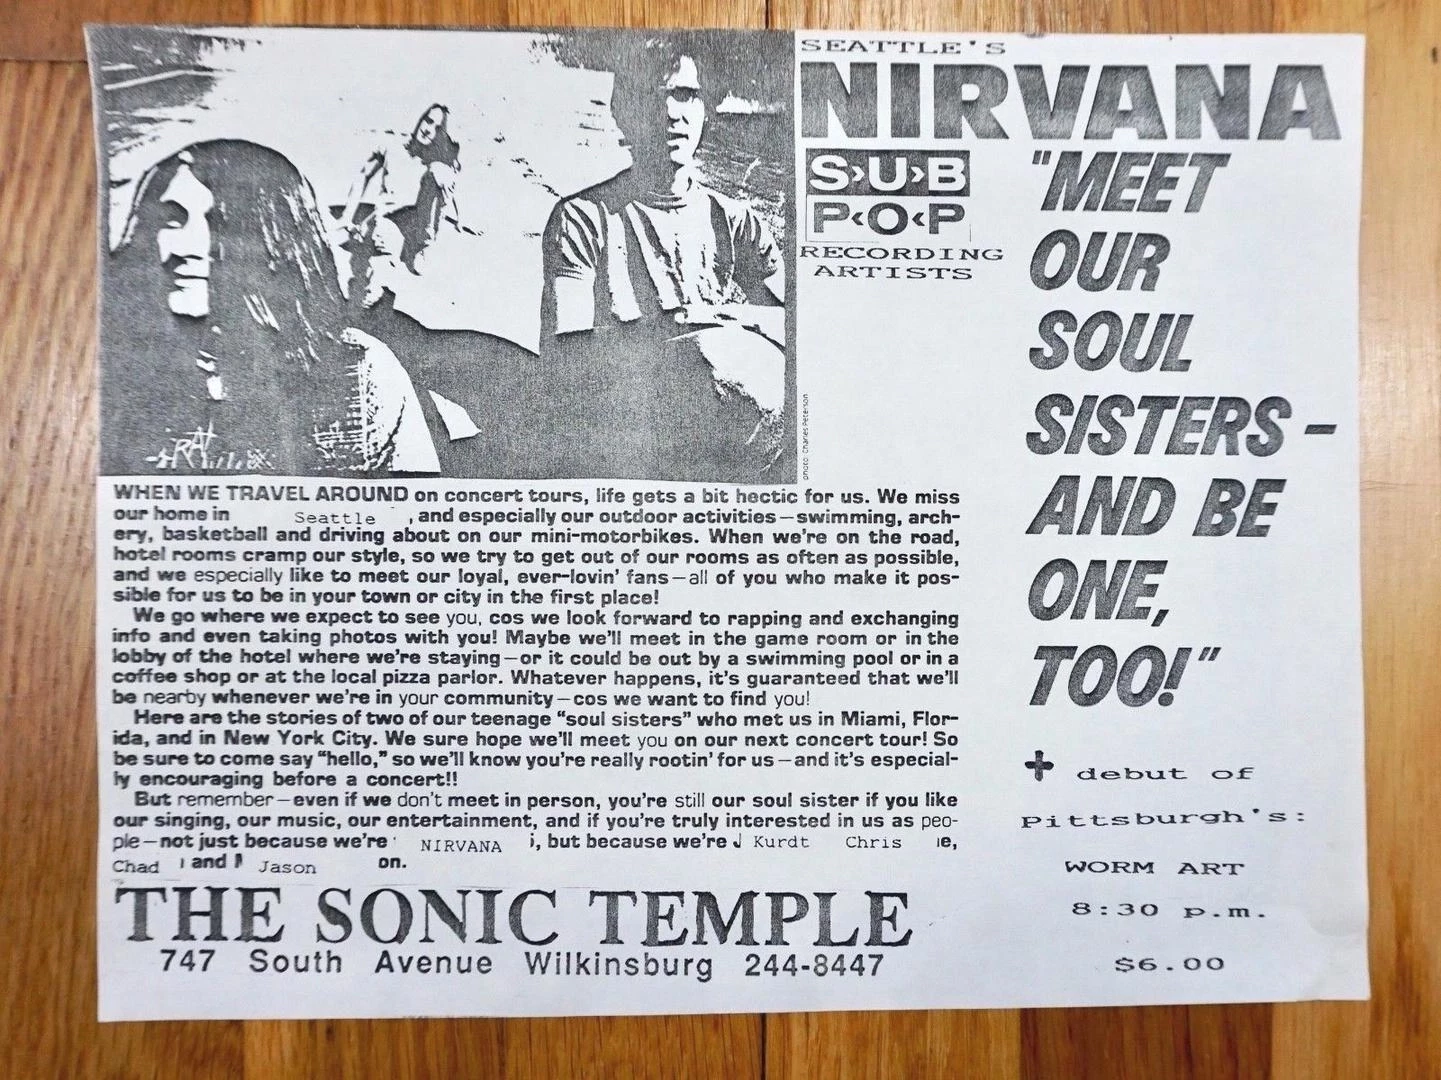 SEATTLE'S
NIRVANA
S›U›B
P‹O‹P
RECORDING
ARTISTS
"MEET
OUR
SOUL
SISTERS –
AND BE
ONE,
TOO!"
photo: Charles Peterson
WHEN WE TRAVEL AROUND on concert tours, life gets a bit hectic for us. We miss
our home in Seattle , and especially our outdoor activities—swimming, arch-
ery, basketball and driving about on our mini-motorbikes. When we're on the road,
hotel rooms cramp our style, so we try to get out of our rooms as often as possible,
and we especially like to meet our loyal, ever-lovin' fans—all of you who make it pos-
sible for us to be in your town or city in the first place!
We go where we expect to see you, cos we look forward to rapping and exchanging
info and even taking photos with you! Maybe we'll meet in the game room or in the
lobby of the hotel where we're staying—or it could be out by a swimming pool or in a
coffee shop or at the local pizza parlor. Whatever happens, it's guaranteed that we'll
be nearby whenever we're in your community—cos we want to find you!
Here are the stories of two of our teenage "soul sisters" who met us in Miami, Flor-
ida, and in New York City. We sure hope we'll meet you on our next concert tour! So
be sure to come say "hello," so we'll know you're really rootin' for us—and it's especial-
ly encouraging before a concert!!
But remember—even if we don't meet in person, you're still our soul sister if you like
our singing, our music, our entertainment, and if you're truly interested in us as peo-
ple—not just because we're NIRVANA , but because we're Kurdt Chris e,
Chad and Jason on.
THE SONIC TEMPLE
747 South Avenue Wilkinsburg 244-8447
+ debut of
Pittsburgh's:
WORM ART
8:30 p.m.
$6.00